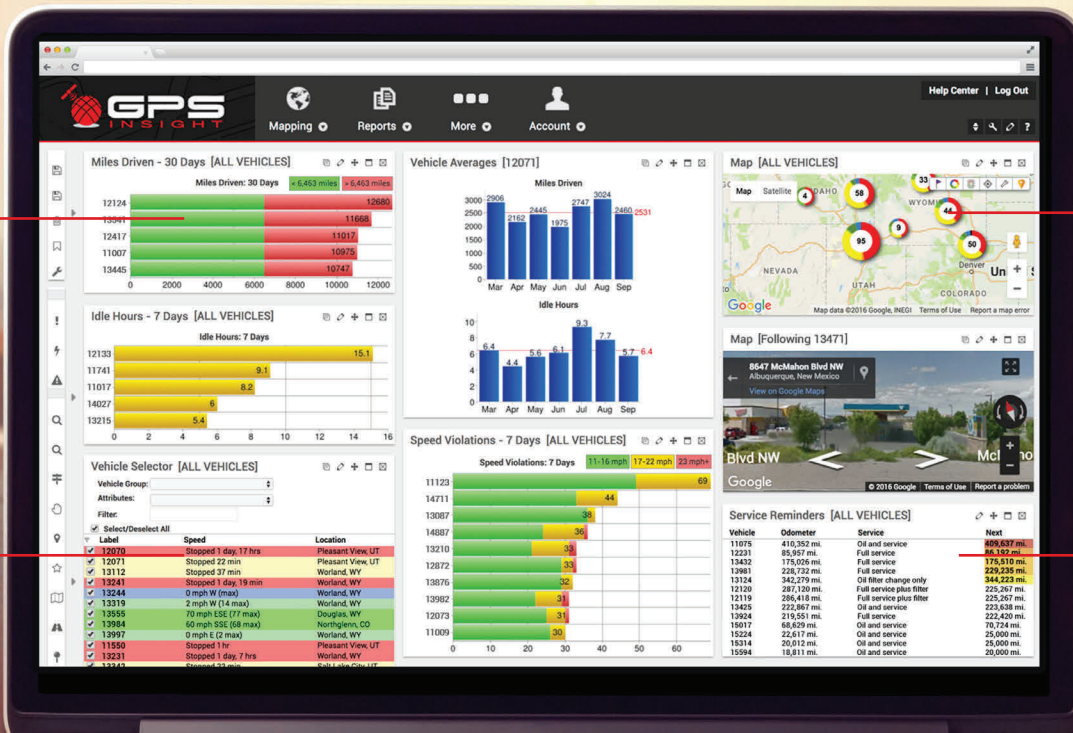 GPS
INSIGHT
Mapping
Reports
More
Account
Help Center | Log Out
?
Miles Driven - 30 Days [ALL VEHICLES]
Miles Driven: 30 Days < 6,463 miles > 6,463 miles
12124 12680
13341 11668
12417 11017
11007 10975
13445 10747
0 2000 4000 6000 8000 10000 12000
Idle Hours - 7 Days [ALL VEHICLES]
Idle Hours: 7 Days
12133 15.1
11741 9.1
11017 8.2
14027 6
13215 5.4
0 2 4 6 8 10 12 14 16
Vehicle Selector [ALL VEHICLES]
Vehicle Group:
Attributes:
Filter:
Select/Deselect All
Label Speed Location
12070 Stopped 1 day, 17 hrs Pleasant View, UT
12071 Stopped 22 min Pleasant View, UT
13112 Stopped 37 min Worland, WY
13241 Stopped 1 day, 19 min Worland, WY
13244 0 mph W (max) Worland, WY
13319 2 mph W (14 max) Worland, WY
13555 70 mph ESE (77 max) Douglas, WY
13984 60 mph SSE (68 max) Northglenn, CO
13997 0 mph E (2 max) Worland, WY
11550 Stopped 1 hr Pleasant View, UT
13231 Stopped 1 day, 7 hrs Worland, WY
13342 Stopped 23 min Salt Lake City, UT
Vehicle Averages [12071]
Miles Driven
3000
2500
2000
1500
1000
500
0
2906 2162 2445 1975 2747 3024 2460 2531
Mar Apr May Jun Jul Aug Sep
Idle Hours
10
8
6
4
2
0
6.4 4.4 5.6 6.1 9.3 7.7 5.7 6.4
Mar Apr May Jun Jul Aug Sep
Speed Violations - 7 Days [ALL VEHICLES]
Speed Violations: 7 Days 11-16 mph 17-22 mph 23 mph+
11123 69
14711 44
13087 38
14887 36
13210 33
12872 33
13876 32
13982 31
12073 31
11009 30
0 10 20 30 40 50 60
Map [ALL VEHICLES]
Map Satellite
4
58
33
44
95
9
50
IDAHO
WYOMING
NEVADA
UTAH
Denver
COLORADO
Un
+
−
Google
Map data ©2016 Google, INEGI Terms of Use Report a map error
Map [Following 13471]
8647 McMahon Blvd NW
Albuquerque, New Mexico
View on Google Maps
Blvd NW
+
−
Google
© 2016 Google Terms of Use Report a problem
Service Reminders [ALL VEHICLES]
Vehicle Odometer Service Next
11075 410,352 mi. Oil and service 409,637 mi.
12231 85,957 mi. Full service 86,192 mi.
13432 175,026 mi. Full service 175,510 mi.
13981 228,732 mi. Full service 229,235 mi.
13124 342,279 mi. Oil filter change only 344,223 mi.
12120 287,120 mi. Full service plus filter 225,267 mi.
12119 286,418 mi. Full service plus filter 225,267 mi.
13425 222,867 mi. Oil and service 223,638 mi.
13924 219,551 mi. Full service 222,420 mi.
15017 68,629 mi. Oil and service 70,724 mi.
15224 22,617 mi. Oil and service 25,000 mi.
15314 20,012 mi. Oil and service 25,000 mi.
15594 18,811 mi. Oil and service 20,000 mi.